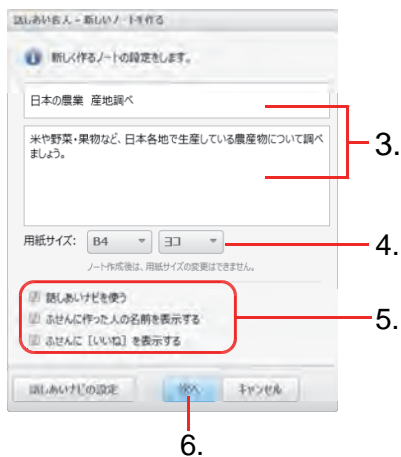 話しあい名人 - 新しいノートを作る
新しく作るノートの設定をします。
日本の農業 産地調べ
米や野菜・果物など、日本各地で生産している農産物について調べ
ましょう。
3.
用紙サイズ: B4 ヨコ
4.
ノート作成後は、用紙サイズの変更はできません。
話しあいナビを使う
ふせんに作った人の名前を表示する
ふせんに［いいね］を表示する
5.
話しあいナビの設定 次へ キャンセル
6.